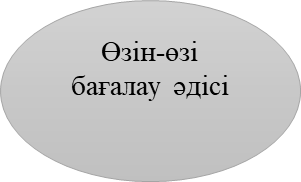 Өзін-өзі
бағалау әдісі